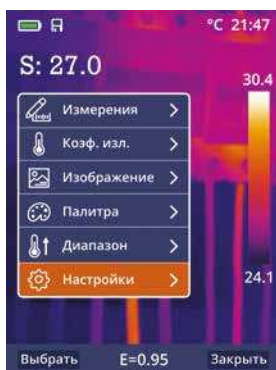 °C 21:47
S: 27.0
30.4
Измерения
Коэф. изл.
Изображение
Палитра
Диапазон
Настройки
24.1
Выбрать E=0.95 Закрыть